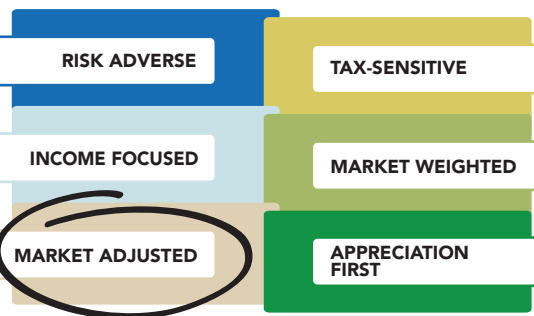 RISK ADVERSE
TAX-SENSITIVE
INCOME FOCUSED
MARKET WEIGHTED
MARKET ADJUSTED
APPRECIATION
FIRST